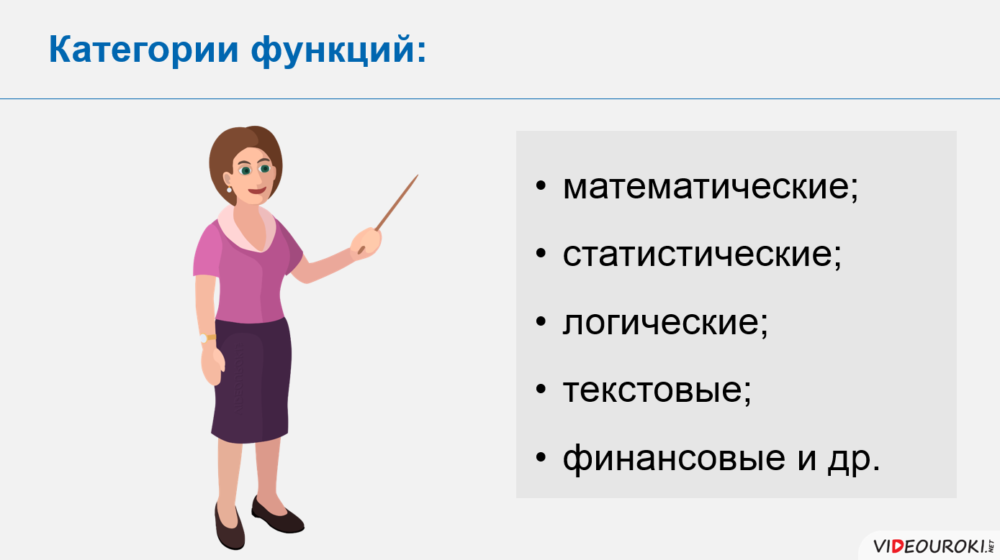 Категории функций:
• математические;
• статистические;
• логические;
• текстовые;
• финансовые и др.
VIDEOUROKI.NET